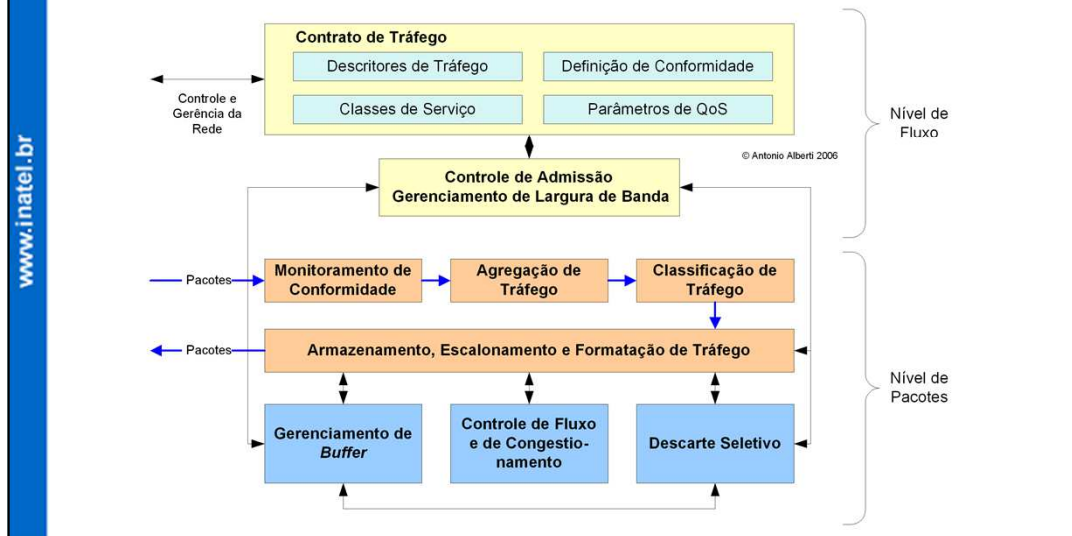 www.inatel.br
Contrato de Tráfego
Descritores de Tráfego
Definição de Conformidade
Classes de Serviço
Parâmetros de QoS
Controle e
Gerência da
Rede
Nível de
Fluxo
© Antonio Alberti 2006
Controle de Admissão
Gerenciamento de Largura de Banda
Pacotes
Monitoramento de
Conformidade
Agregação de
Tráfego
Classificação de
Tráfego
Pacotes
Armazenamento, Escalonamento e Formatação de Tráfego
Nível de
Pacotes
Gerenciamento de
Buffer
Controle de Fluxo
e de Congestio-
namento
Descarte Seletivo